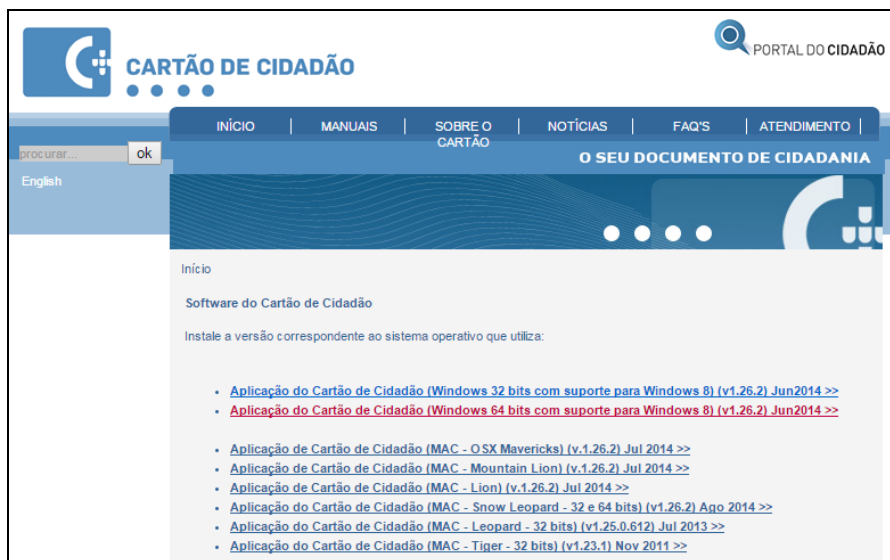 CARTÃO DE CIDADÃO
PORTAL DO CIDADÃO
INÍCIO | MANUAIS | SOBRE O CARTÃO | NOTÍCIAS | FAQ'S | ATENDIMENTO |
procurar... ok
O SEU DOCUMENTO DE CIDADANIA
English
Início
Software do Cartão de Cidadão
Instale a versão correspondente ao sistema operativo que utiliza:
Aplicação do Cartão de Cidadão (Windows 32 bits com suporte para Windows 8) (v1.26.2) Jun2014 >>
Aplicação do Cartão de Cidadão (Windows 64 bits com suporte para Windows 8) (v1.26.2) Jun2014 >>
Aplicação de Cartão de Cidadão (MAC - OSX Mavericks) (v.1.26.2) Jul 2014 >>
Aplicação de Cartão de Cidadão (MAC - Mountain Lion) (v.1.26.2) Jul 2014 >>
Aplicação de Cartão de Cidadão (MAC - Lion) (v.1.26.2) Jul 2014 >>
Aplicação de Cartão de Cidadão (MAC - Snow Leopard - 32 e 64 bits) (v1.26.2) Ago 2014 >>
Aplicação de Cartão de Cidadão (MAC - Leopard - 32 bits) (v1.25.0.612) Jul 2013 >>
Aplicação de Cartão de Cidadão (MAC - Tiger - 32 bits) (v1.23.1) Nov 2011 >>